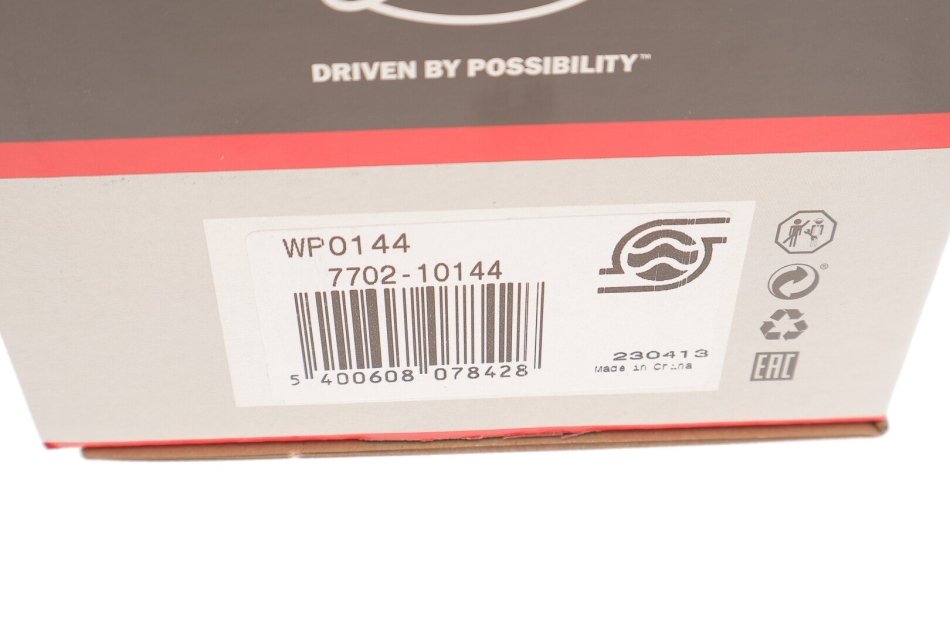 DRIVEN BY POSSIBILITY™
WP0144
7702-10144
5 400608 078428
230413
Made in China
®
EAC